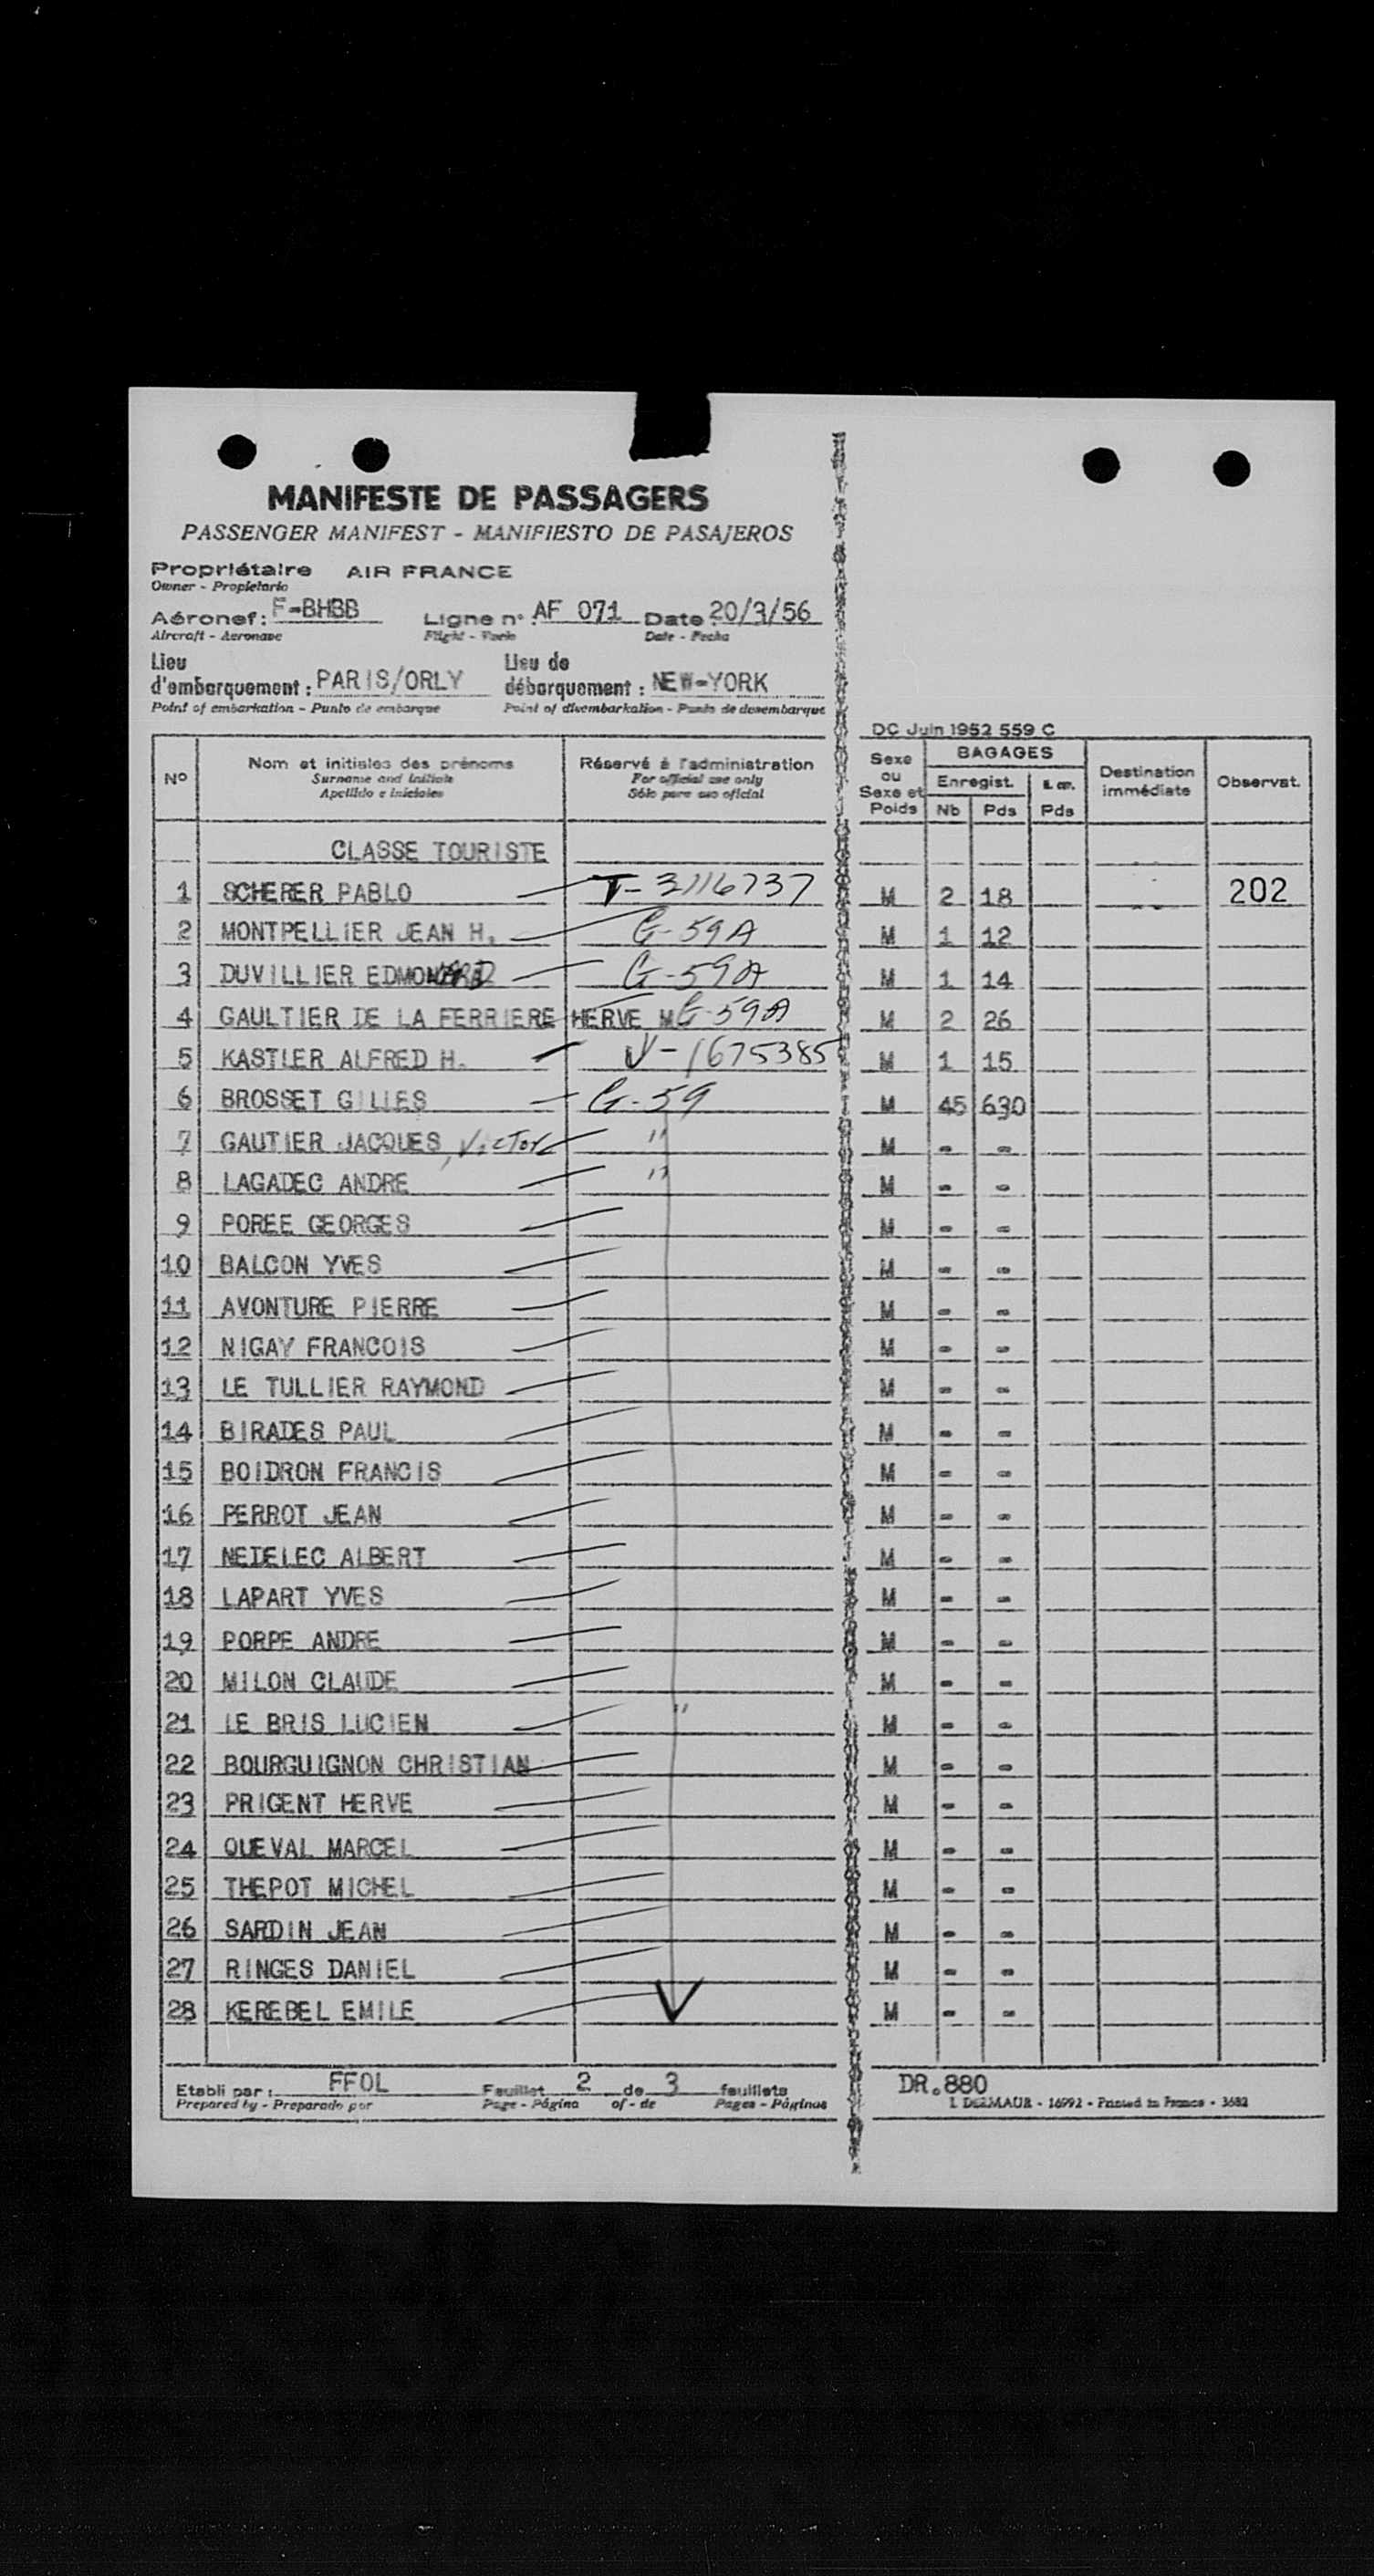 MANIFESTE DE PASSAGERS
PASSENGER MANIFEST - MANIFIESTO DE PASAJEROS
Propriétaire AIR FRANCE
Owner - Propietario
Aéronef: F-BHBB Ligne n° AF 071 Date 20/3/56
Aircraft - Aeronave Flight - Vuelo Date - Fecha
Lieu d'embarquement : PARIS/ORLY Lieu de débarquement : NEW-YORK
Point of embarkation - Punto de embarque Point of disembarkation - Punto de desembarque
DC Juin 1952 559 C
N° Nom et initiales des prénoms Réservé à l'administration Sexe ou Sexe et Poids BAGAGES Destination immédiate Observat.
Surname and initials For official use only Enregist.
Apellido e iniciales Sólo para uso oficial Nb Pds Pds
CLASSE TOURISTE
1 SCHERER PABLO T-3116737 M 2 18 202
2 MONTPELLIER JEAN H. G-59A M 1 12
3 DUVILLIER G-59A M 1 14
4 GAULTIER DE LA FERRIERE HERVE M G-59A M 2 26
5 KASTLER ALFRED H. V-1675385 M 1 15
6 BROSSET GILLES G-59 M 45 630
7 GAUTIER JACQUES, Victor " M - -
8 LAGADEC ANDRE " M - -
9 POREE GEORGES M - -
10 BALCON YVES M - -
11 AVONTURE PIERRE M - -
12 NIGAY FRANCOIS M - -
13 LE TULLIER RAYMOND M - -
14 BIRADES PAUL M - -
15 BOIDRON FRANCIS M - -
16 PERROT JEAN M - -
17 NEDELEC ALBERT M - -
18 LAPART YVES M - -
19 PORPE ANDRE M - -
20 MILON CLAUDE M - -
21 LE BRIS LUCIEN " M - -
22 BOURGUIGNON CHRISTIAN M - -
23 PRIGENT HERVE M - -
24 QUEVAL MARCEL M - -
25 THEPOT MICHEL M - -
26 SARDIN JEAN M - -
27 RINGES DANIEL M - -
28 KEREBEL EMILE M - -
Etabli par : FFOL Feuillet 2 de 3 feuillets DR.880
Prepared by - Preparado por Page - Página of - de Pages - Páginas I. DERMAUR - 16992 - Printed in France - 3682